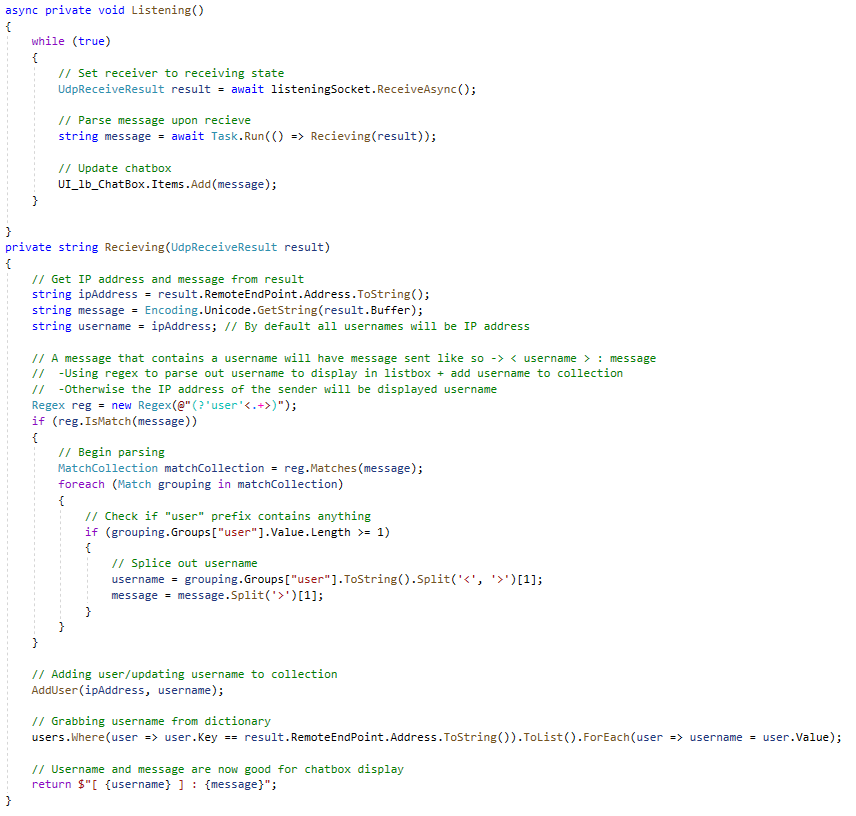 async private void Listening()
{
while (true)
{
// Set receiver to receiving state
UdpReceiveResult result = await listeningSocket.ReceiveAsync();
// Parse message upon recieve
string message = await Task.Run(() => Recieving(result));
// Update chatbox
UI_lb_ChatBox.Items.Add(message);
}
}
private string Recieving(UdpReceiveResult result)
{
// Get IP address and message from result
string ipAddress = result.RemoteEndPoint.Address.ToString();
string message = Encoding.Unicode.GetString(result.Buffer);
string username = ipAddress; // By default all usernames will be IP address
// A message that contains a username will have message sent like so -> < username > : message
//  -Using regex to parse out username to display in listbox + add username to collection
//  -Otherwise the IP address of the sender will be displayed username
Regex reg = new Regex(@"(?'user'<.+>)");
if (reg.IsMatch(message))
{
// Begin parsing
MatchCollection matchCollection = reg.Matches(message);
foreach (Match grouping in matchCollection)
{
// Check if "user" prefix contains anything
if (grouping.Groups["user"].Value.Length >= 1)
{
// Splice out username
username = grouping.Groups["user"].ToString().Split('<', '>')[1];
message = message.Split('>')[1];
}
}
}
// Adding user/updating username to collection
AddUser(ipAddress, username);
// Grabbing username from dictionary
users.Where(user => user.Key == result.RemoteEndPoint.Address.ToString()).ToList().ForEach(user => username = user.Value);
// Username and message are now good for chatbox display
return $"[ {username} ] : {message}";
}